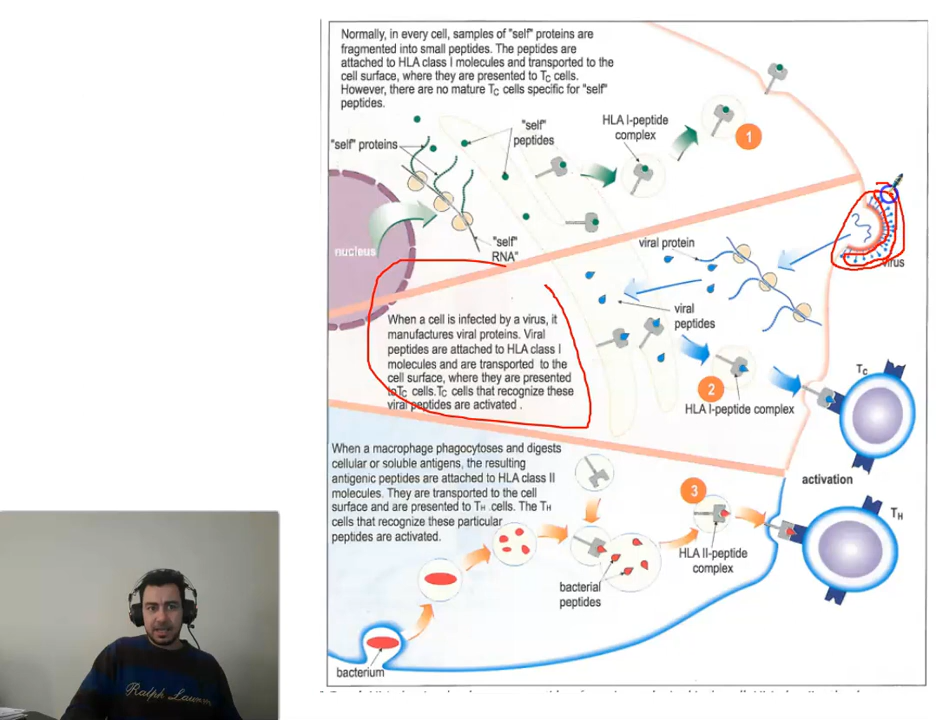 Normally, in every cell, samples of "self" proteins are
fragmented into small peptides. The peptides are
attached to HLA class I molecules and transported to the
cell surface, where they are presented to Tc cells.
However, there are no mature Tc cells specific for "self"
peptides.
"self" proteins
"self"
peptides
HLA I-peptide
complex
1
nucleus
"self"
RNA"
viral protein
virus
When a cell is infected by a virus, it
manufactures viral proteins. Viral
peptides are attached to HLA class I
molecules and are transported to the
cell surface, where they are presented
to Tc cells. Tc cells that recognize these
viral peptides are activated .
viral
peptides
2
HLA I-peptide complex
Tc
activation
When a macrophage phagocytoses and digests
cellular or soluble antigens, the resulting
antigenic peptides are attached to HLA class II
molecules. They are transported to the cell
surface and are presented to TH cells. The TH
cells that recognize these particular
peptides are activated.
3
HLA II-peptide
complex
TH
bacterial
peptides
bacterium
Ralph Lauren